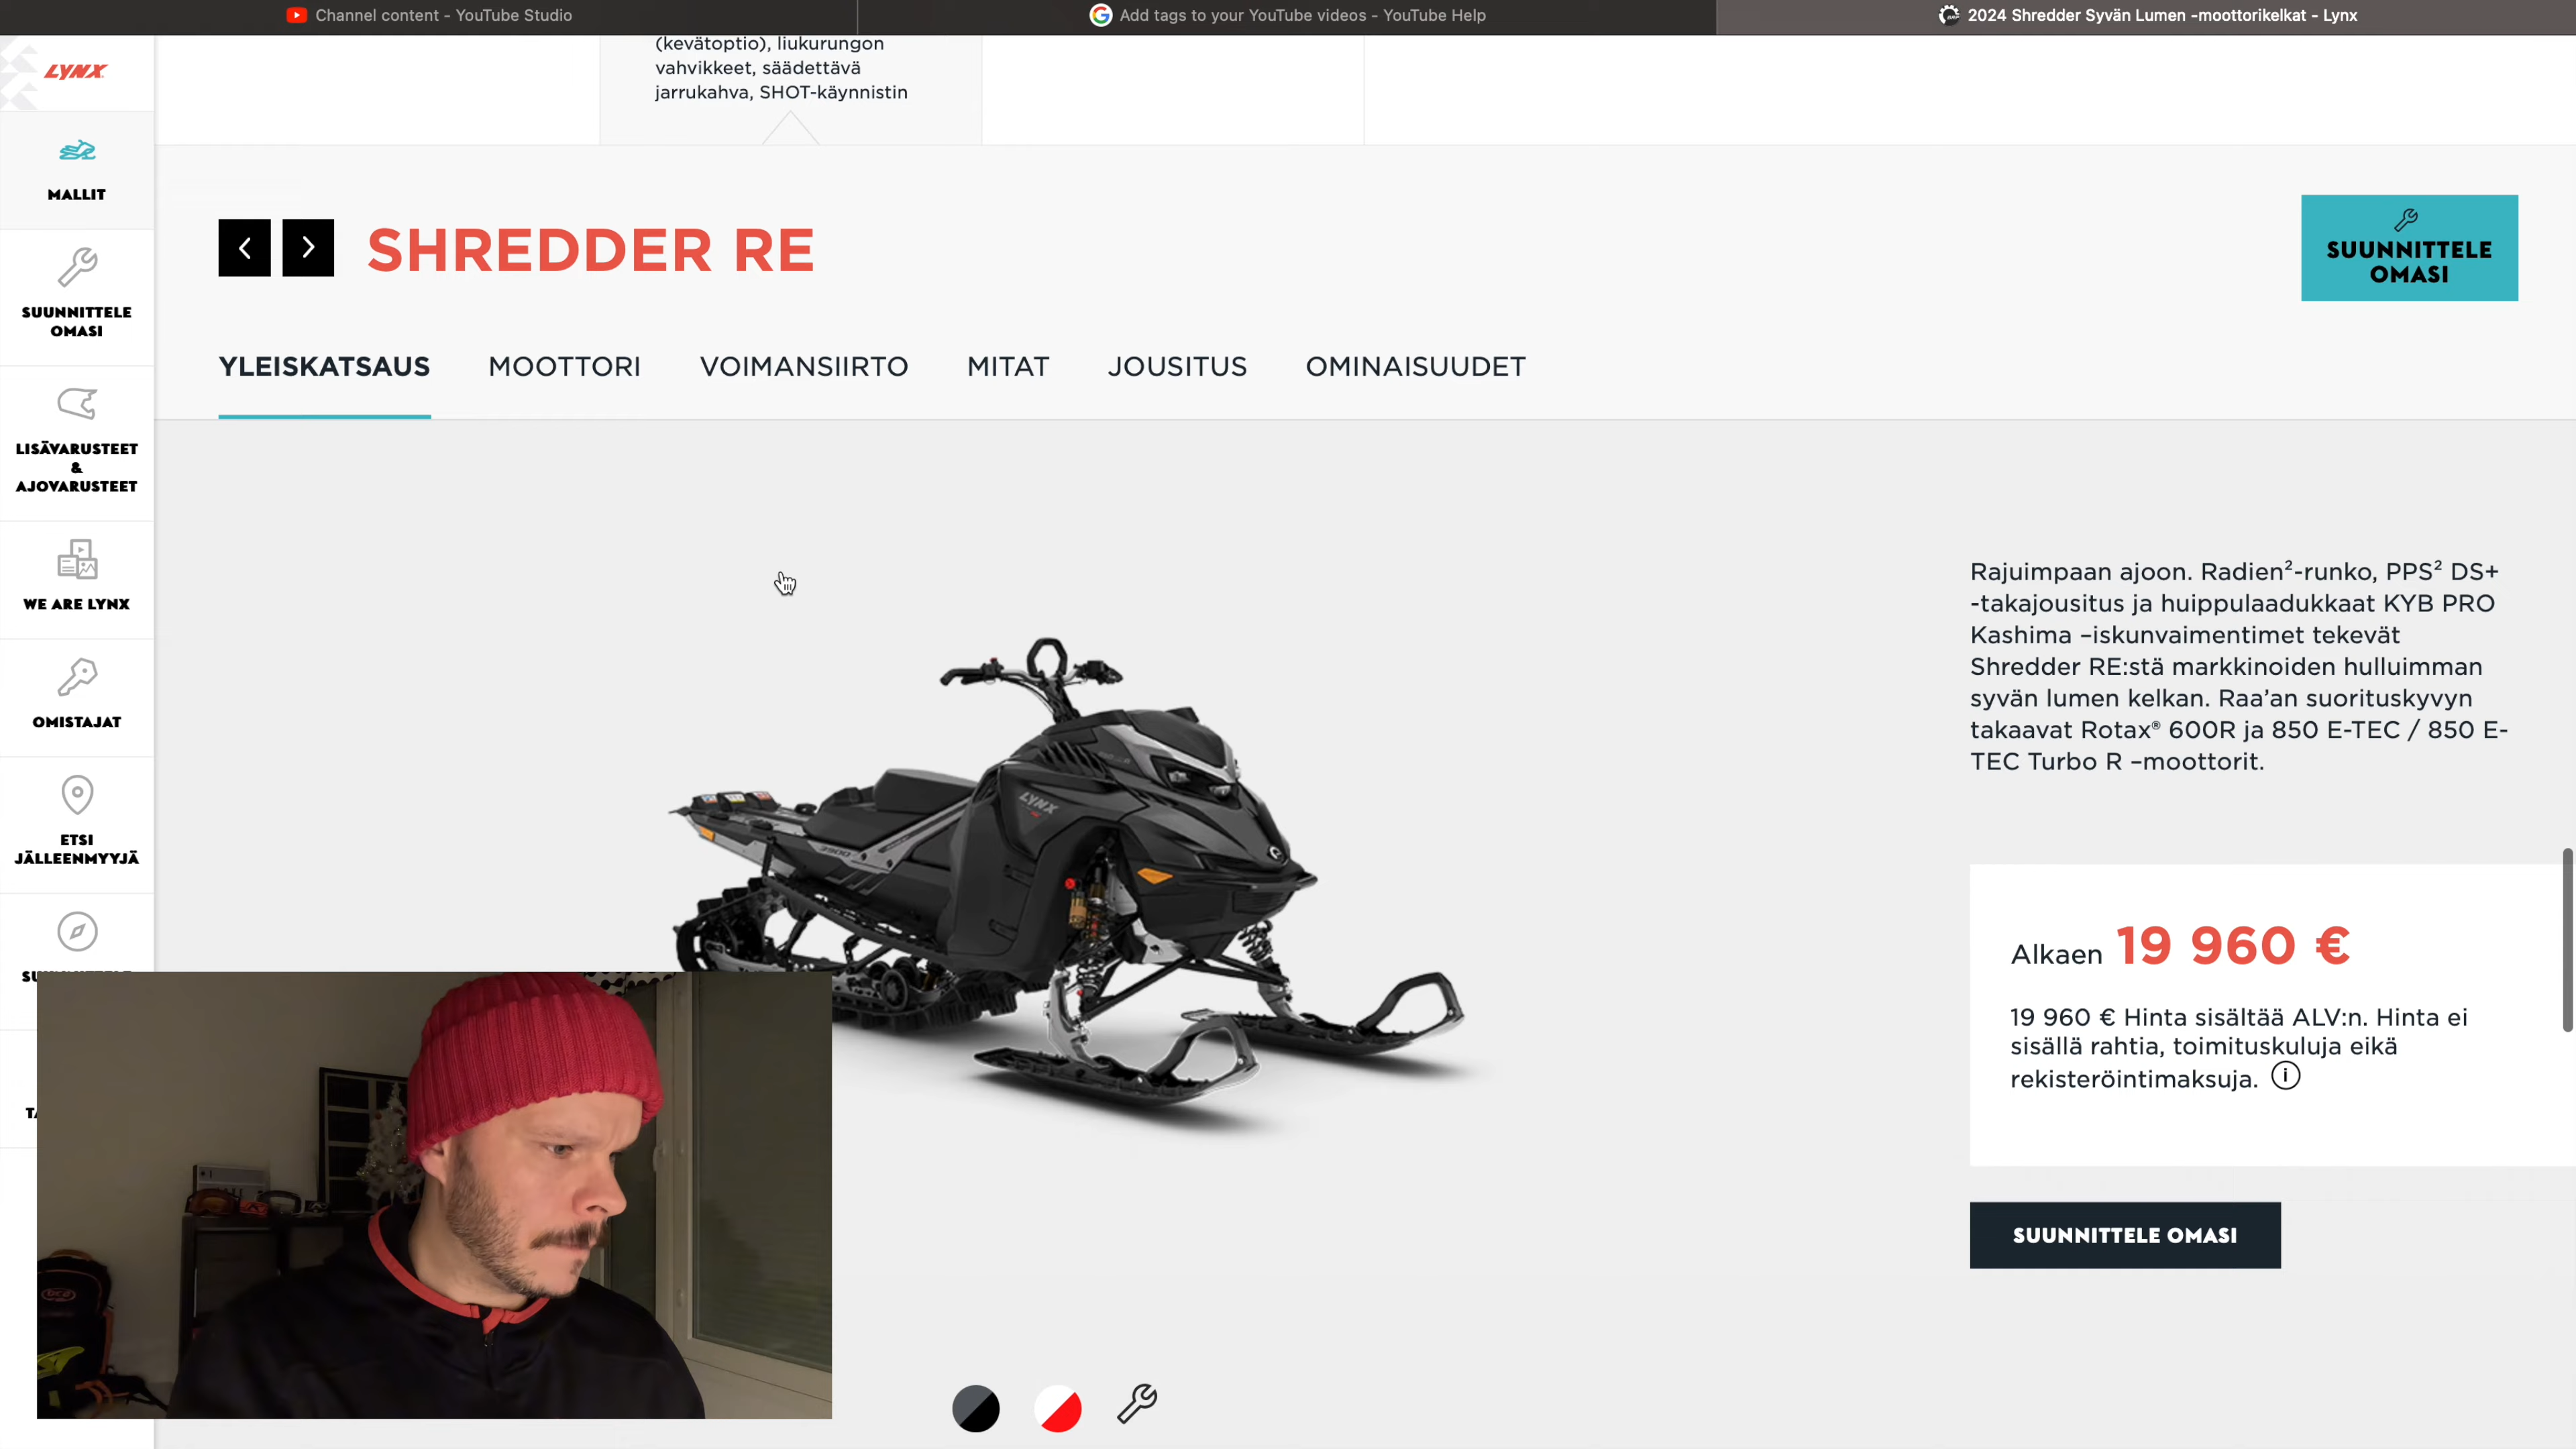 Channel content - YouTube Studio
Add tags to your YouTube videos - YouTube Help
2024 Shredder Syvän Lumen -moottorikelkat - Lynx
(kevätoptio), liukurungon
vahvikkeet, säädettävä
jarrukahva, SHOT-käynnistin
LYNX
MALLIT
SUUNNITTELE
OMASI
LISÄVARUSTEET
&
AJOVARUSTEET
WE ARE LYNX
OMISTAJAT
ETSI
JÄLLEENMYYJÄ
SHREDDER RE
SUUNNITTELE
OMASI
YLEISKATSAUS
MOOTTORI
VOIMANSIIRTO
MITAT
JOUSITUS
OMINAISUUDET
Rajuimpaan ajoon. Radien²-runko, PPS² DS+
-takajousitus ja huippulaadukkaat KYB PRO
Kashima –iskunvaimentimet tekevät
Shredder RE:stä markkinoiden hulluimman
syvän lumen kelkan. Raa’an suorituskyvyn
takaavat Rotax® 600R ja 850 E-TEC / 850 E-
TEC Turbo R –moottorit.
LYNX
3900
Alkaen 19 960 €
19 960 € Hinta sisältää ALV:n. Hinta ei
sisällä rahtia, toimituskuluja eikä
rekisteröintimaksuja.
SUUNNITTELE OMASI
bca